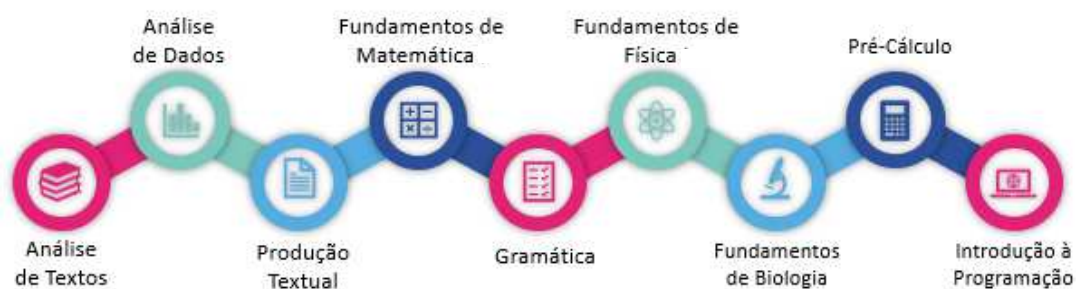 Análise
de Dados
Fundamentos de
Matemática
Fundamentos de
Física
Pré-Cálculo
Análise
de Textos
Produção
Textual
Gramática
Fundamentos
de Biologia
Introdução à
Programação